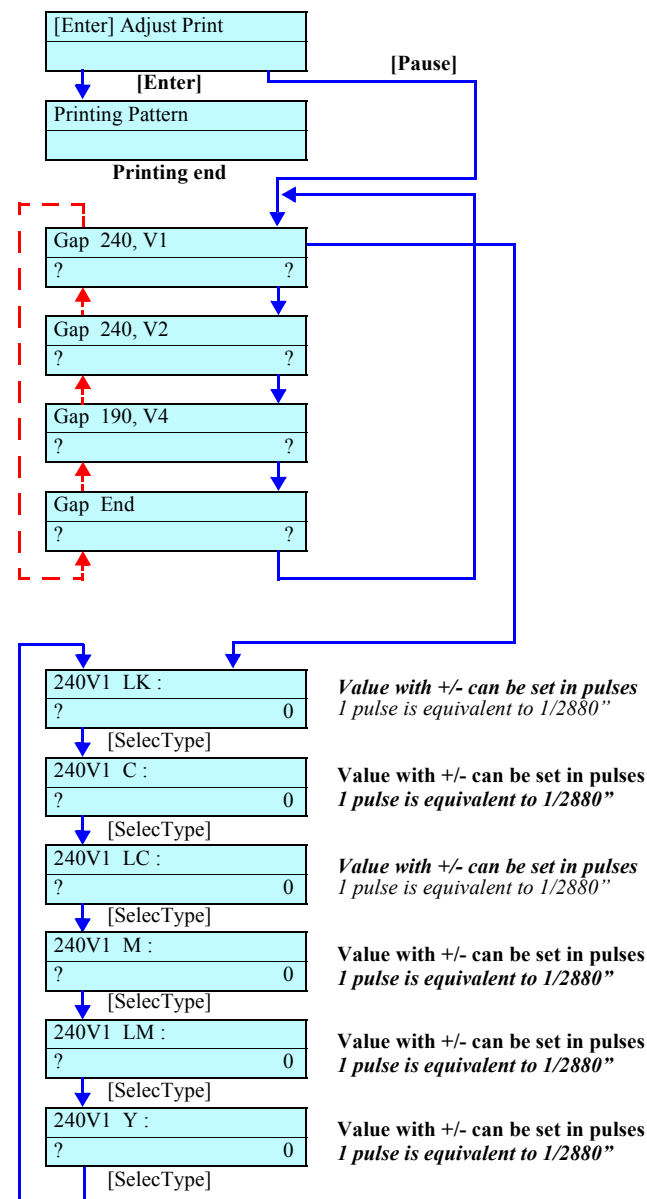 [Enter] Adjust Print
[Pause]
[Enter]
Printing Pattern
Printing end
Gap 240, V1
? ?
Gap 240, V2
? ?
Gap 190, V4
? ?
Gap End
? ?
240V1 LK :
? 0
Value with +/- can be set in pulses
1 pulse is equivalent to 1/2880”
[SelecType]
240V1 C :
? 0
Value with +/- can be set in pulses
1 pulse is equivalent to 1/2880”
[SelecType]
240V1 LC :
? 0
Value with +/- can be set in pulses
1 pulse is equivalent to 1/2880”
[SelecType]
240V1 M :
? 0
Value with +/- can be set in pulses
1 pulse is equivalent to 1/2880”
[SelecType]
240V1 LM :
? 0
Value with +/- can be set in pulses
1 pulse is equivalent to 1/2880”
[SelecType]
240V1 Y :
? 0
Value with +/- can be set in pulses
1 pulse is equivalent to 1/2880”
[SelecType]